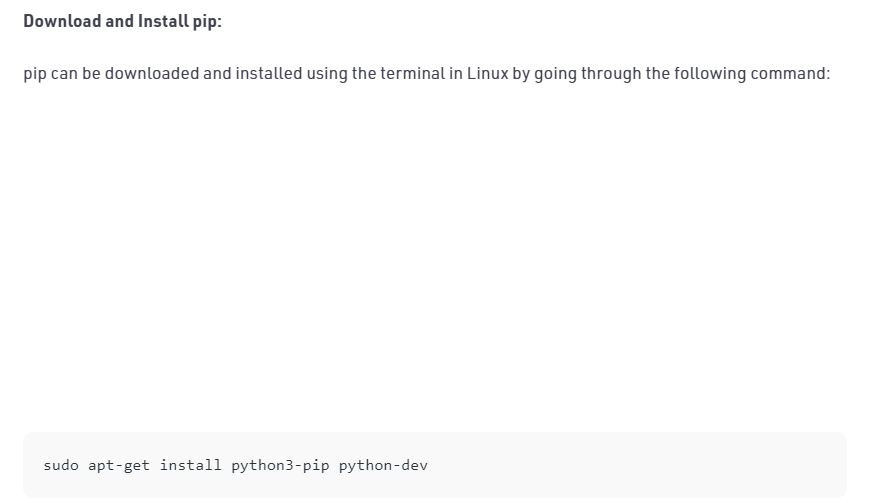 Download and Install pip:
pip can be downloaded and installed using the terminal in Linux by going through the following command:
sudo apt-get install python3-pip python-dev